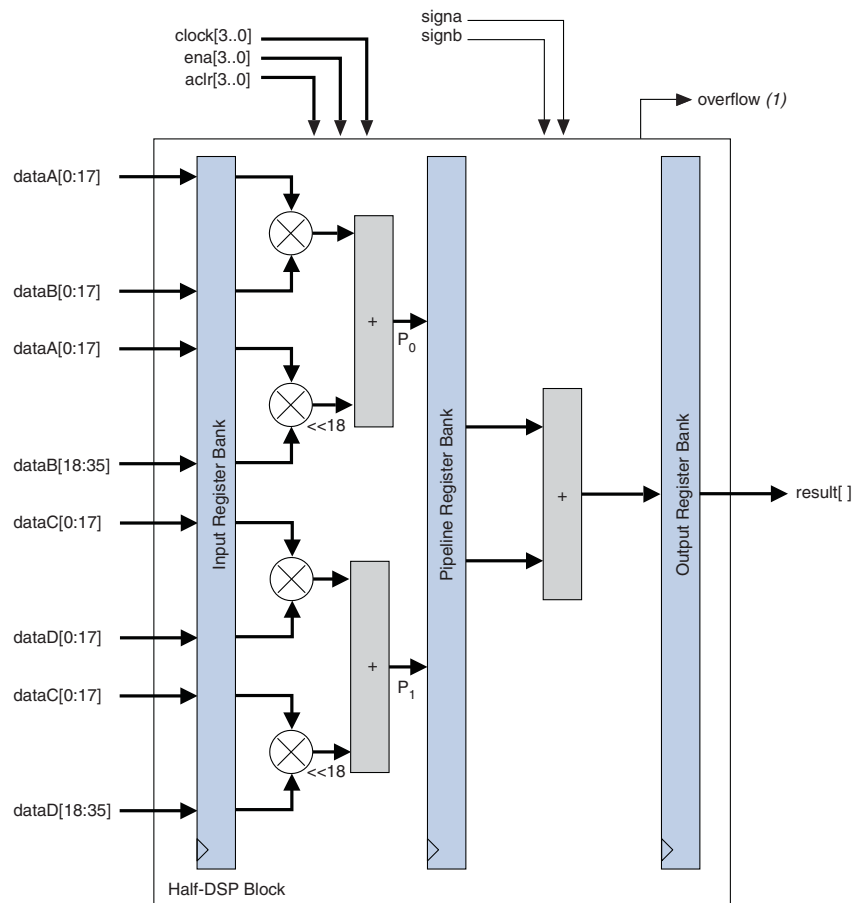 clock[3..0]
ena[3..0]
aclr[3..0]
signa
signb
overflow (1)
dataA[0:17]
dataB[0:17]
+
P0
dataA[0:17]
<<18
dataB[18:35]
dataC[0:17]
Input Register Bank
Pipeline Register Bank
+
Output Register Bank
result[ ]
dataD[0:17]
+
P1
dataC[0:17]
<<18
dataD[18:35]
Half-DSP Block